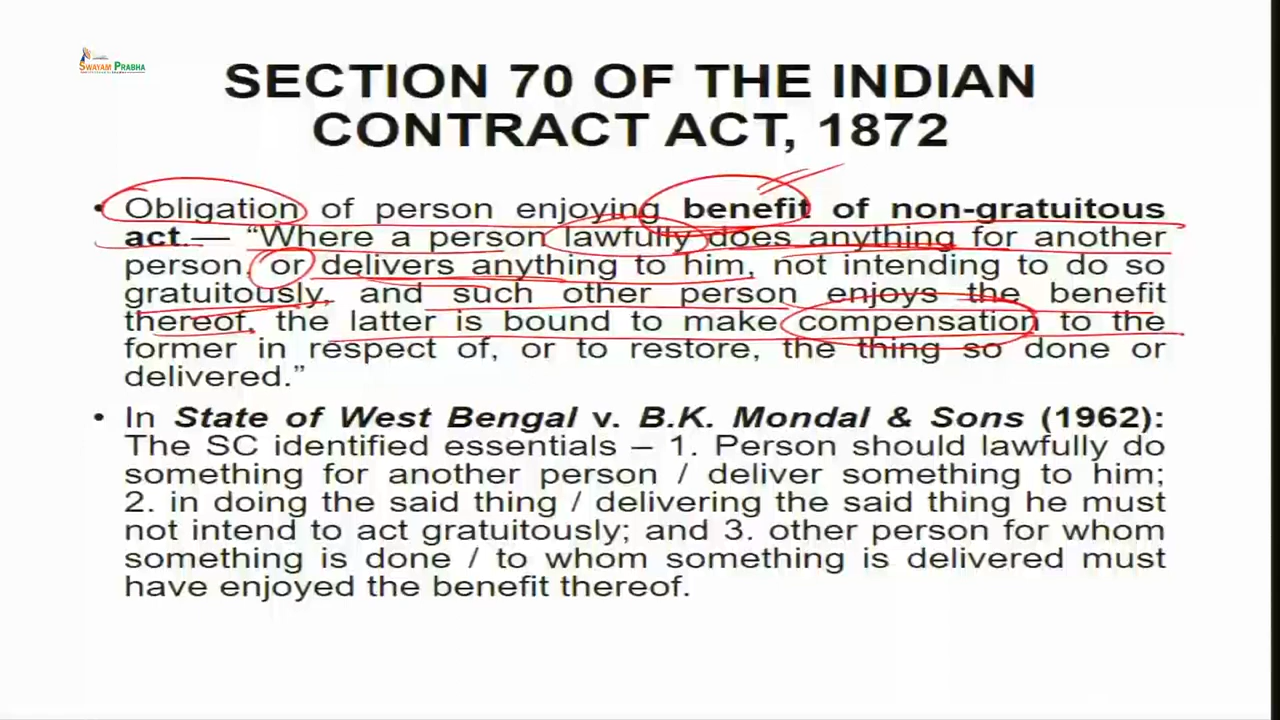 SWAYAM PRABHA
SECTION 70 OF THE INDIAN
CONTRACT ACT, 1872
• Obligation of person enjoying benefit of non-gratuitous
act.— “Where a person lawfully does anything for another
person, or delivers anything to him, not intending to do so
gratuitously, and such other person enjoys the benefit
thereof, the latter is bound to make compensation to the
former in respect of, or to restore, the thing so done or
delivered.”
• In State of West Bengal v. B.K. Mondal & Sons (1962):
The SC identified essentials – 1. Person should lawfully do
something for another person / deliver something to him;
2. in doing the said thing / delivering the said thing he must
not intend to act gratuitously; and 3. other person for whom
something is done / to whom something is delivered must
have enjoyed the benefit thereof.